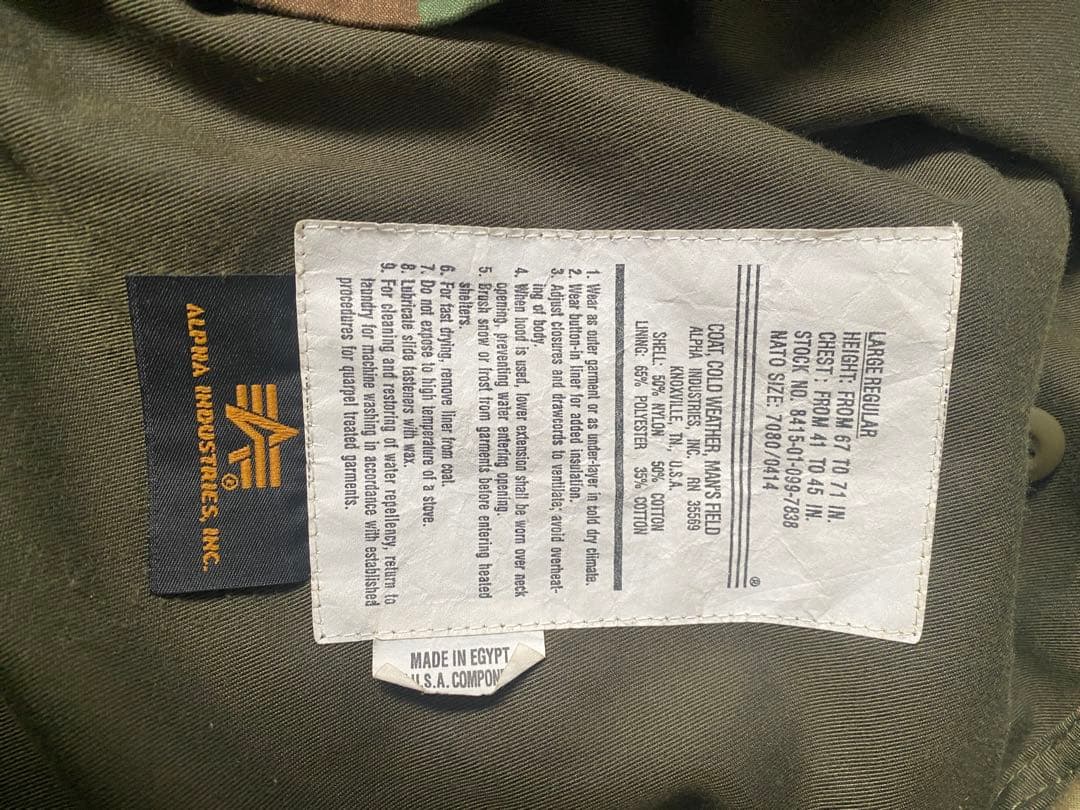 LARGE REGULAR
HEIGHT: FROM 67 TO 71 IN.
CHEST: FROM 41 TO 45 IN.
STOCK NO. 8415-01-099-7838
NATO SIZE: 7080/9414
®
COAT, COLD WEATHER, MAN'S FIELD
ALPHA INDUSTRIES, INC. RN 35569
KNOXVILLE, TN., U.S.A.
SHELL: 50% NYLON 50% COTTON
LINING: 65% POLYESTER 35% COTTON
1. Wear as outer garment or as under-layer in cold dry climate.
2. Wear button-in liner for added insulation.
3. Adjust closures and drawcords to ventilate; avoid overheat-
ing of body.
4. When hood is used, lower extension shall be worn over neck
opening, preventing water entering opening.
5. Brush snow or frost from garments before entering heated
shelters.
6. For fast drying, remove liner from coat.
7. Do not expose to high temperature of a stove.
8. Lubricate slide fasteners with wax.
9. For cleaning and restoring of water repellency, return to
laundry for machine washing in accordance with established
procedures for quarpel treated garments.
®
ALPHA INDUSTRIES, INC.
MADE IN EGYPT
U.S.A. COMPON